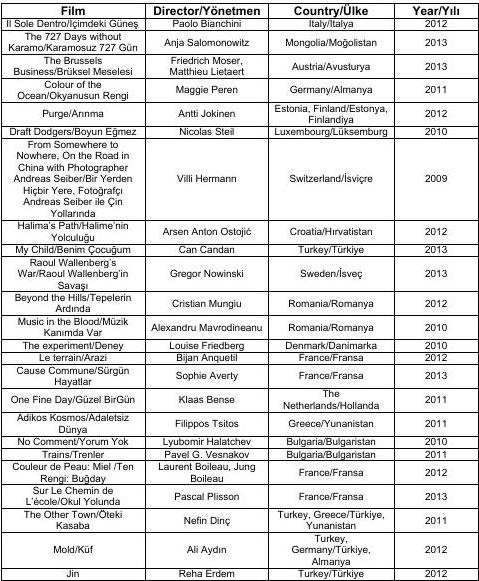 Film Director/Yönetmen Country/Ülke Year/Yılı
Il Sole Dentro/İçimdeki Güneş Paolo Bianchini Italy/İtalya 2012
The 727 Days without
Karamo/Karamosuz 727 Gün Anja Salomonowitz Mongolia/Moğolistan 2013
The Brussels
Business/Brüksel Meselesi Friedrich Moser,
Matthieu Lietaert Austria/Avusturya 2013
Colour of the
Ocean/Okyanusun Rengi Maggie Peren Germany/Almanya 2011
Purge/Arınma Antti Jokinen Estonia, Finland/Estonya,
Finlandiya 2012
Draft Dodgers/Boyun Eğmez Nicolas Steil Luxembourg/Lüksemburg 2010
From Somewhere to
Nowhere, On the Road in
China with Photographer
Andreas Seiber/Bir Yerden
Hiçbir Yere, Fotoğrafçı
Andreas Seiber ile Çin
Yollarında Villi Hermann Switzerland/İsviçre 2009
Halima's Path/Halime'nin
Yolculuğu Arsen Anton Ostojić Croatia/Hırvatistan 2012
My Child/Benim Çocuğum Can Candan Turkey/Türkiye 2013
Raoul Wallenberg's
War/Raoul Wallenberg'in
Savaşı Gregor Nowinski Sweden/İsveç 2013
Beyond the Hills/Tepelerin
Ardında Cristian Mungiu Romania/Romanya 2012
Music in the Blood/Müzik
Kanımda Var Alexandru Mavrodineanu Romania/Romanya 2010
The experiment/Deney Louise Friedberg Denmark/Danimarka 2010
Le terrain/Arazi Bijan Anquetil France/Fransa 2012
Cause Commune/Sürgün
Hayatlar Sophie Averty France/Fransa 2013
One Fine Day/Güzel BirGün Klaas Bense The
Netherlands/Hollanda 2011
Adikos Kosmos/Adaletsiz
Dünya Filippos Tsitos Greece/Yunanistan 2011
No Comment/Yorum Yok Lyubomir Halatchev Bulgaria/Bulgaristan 2010
Trains/Trenler Pavel G. Vesnakov Bulgaria/Bulgaristan 2011
Couleur de Peau: Miel /Ten
Rengi: Buğday Laurent Boileau, Jung
Boileau France/Fransa 2012
Sur Le Chemin de
L'école/Okul Yolunda Pascal Plisson France/Fransa 2013
The Other Town/Öteki
Kasaba Nefin Dinç Turkey, Greece/Türkiye,
Yunanistan 2011
Mold/Küf Ali Aydın Turkey,
Germany/Türkiye,
Almanya 2012
Jin Reha Erdem Turkey/Türkiye 2012